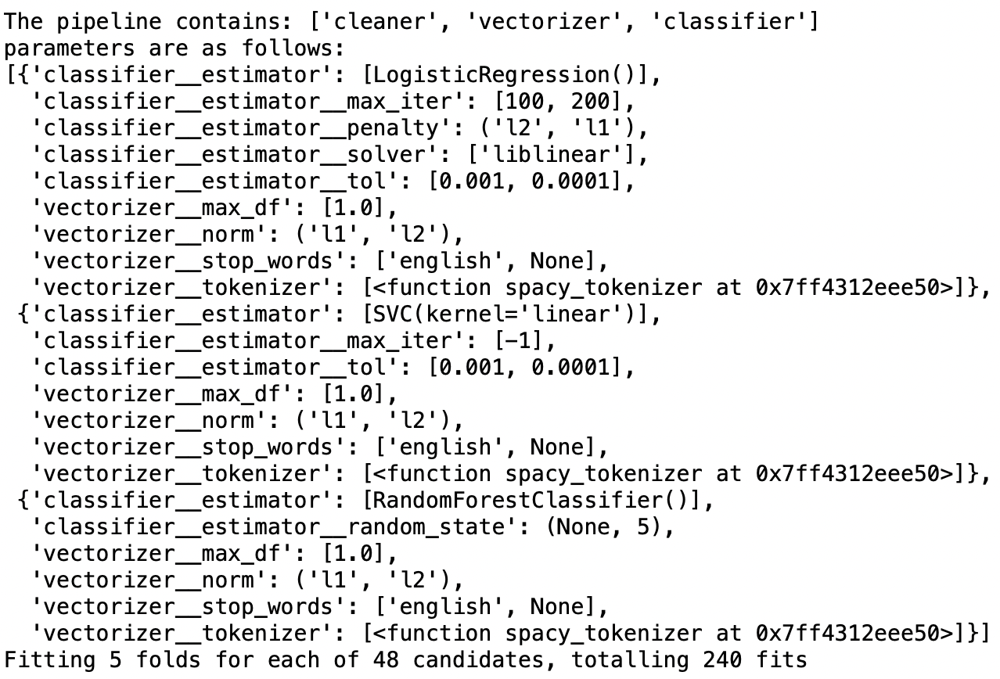 The pipeline contains: ['cleaner', 'vectorizer', 'classifier']
parameters are as follows:
[{'classifier__estimator': [LogisticRegression()],
  'classifier__estimator__max_iter': [100, 200],
  'classifier__estimator__penalty': ('l2', 'l1'),
  'classifier__estimator__solver': ['liblinear'],
  'classifier__estimator__tol': [0.001, 0.0001],
  'vectorizer__max_df': [1.0],
  'vectorizer__norm': ('l1', 'l2'),
  'vectorizer__stop_words': ['english', None],
  'vectorizer__tokenizer': [<function spacy_tokenizer at 0x7ff4312eee50>]},
 {'classifier__estimator': [SVC(kernel='linear')],
  'classifier__estimator__max_iter': [-1],
  'classifier__estimator__tol': [0.001, 0.0001],
  'vectorizer__max_df': [1.0],
  'vectorizer__norm': ('l1', 'l2'),
  'vectorizer__stop_words': ['english', None],
  'vectorizer__tokenizer': [<function spacy_tokenizer at 0x7ff4312eee50>]},
 {'classifier__estimator': [RandomForestClassifier()],
  'classifier__estimator__random_state': (None, 5),
  'vectorizer__max_df': [1.0],
  'vectorizer__norm': ('l1', 'l2'),
  'vectorizer__stop_words': ['english', None],
  'vectorizer__tokenizer': [<function spacy_tokenizer at 0x7ff4312eee50>]}]
Fitting 5 folds for each of 48 candidates, totalling 240 fits